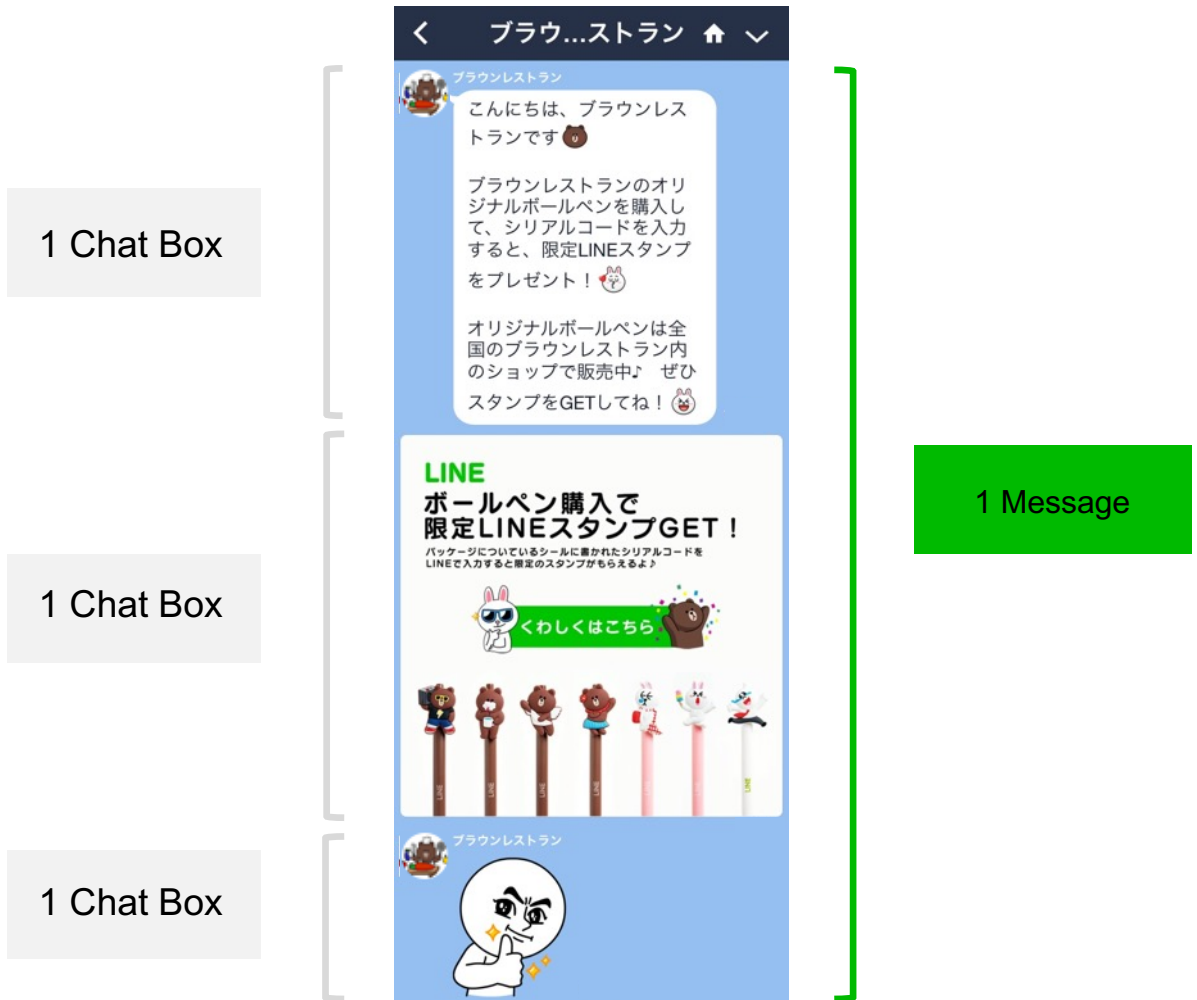 ブラウ...ストラン
ブラウンレストラン
こんにちは、ブラウンレス
トランです
ブラウンレストランのオリ
ジナルボールペンを購入し
て、シリアルコードを入力
すると、限定LINEスタンプ
をプレゼント！
オリジナルボールペンは全
国のブラウンレストラン内
のショップで販売中♪　ぜひ
スタンプをGETしてね！
1 Chat Box
LINE
ボールペン購入で
限定LINEスタンプGET！
パッケージについているシールに書かれたシリアルコードを
LINEで入力すると限定のスタンプがもらえるよ♪
くわしくはこちら
LINE
LINE
LINE
LINE
LINE
LINE
LINE
1 Chat Box
1 Message
ブラウンレストラン
1 Chat Box